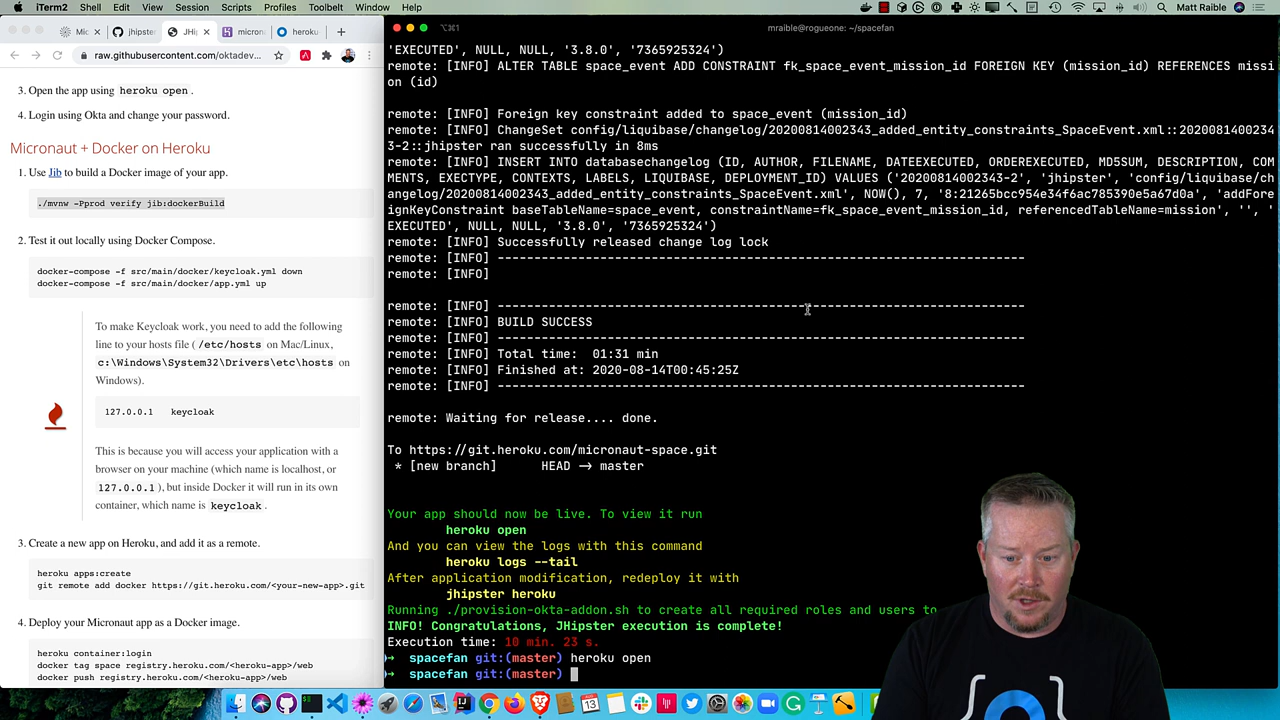 iTerm2 Shell Edit View Session Scripts Profiles Toolbelt Window Help
Matt Raible
Mic
jhipster
JHip
micron
heroku
raw.githubusercontent.com/oktadev...
⌥⌘1
mraible@rogueone: ~/spacefan
3. Open the app using heroku open .
4. Login using Okta and change your password.
Micronaut + Docker on Heroku
1. Use Jib to build a Docker image of your app.
./mvnw -Pprod verify jib:dockerBuild
2. Test it out locally using Docker Compose.
docker-compose -f src/main/docker/keycloak.yml down
docker-compose -f src/main/docker/app.yml up
To make Keycloak work, you need to add the following
line to your hosts file ( /etc/hosts on Mac/Linux,
c:\Windows\System32\Drivers\etc\hosts on
Windows).
127.0.0.1 keycloak
This is because you will access your application with a
browser on your machine (which name is localhost, or
127.0.0.1 ), but inside Docker it will run in its own
container, which name is keycloak .
3. Create a new app on Heroku, and add it as a remote.
heroku apps:create
git remote add docker https://git.heroku.com/<your-new-app>.git
4. Deploy your Micronaut app as a Docker image.
heroku container:login
docker tag space registry.heroku.com/<heroku-app>/web
docker push registry.heroku.com/<heroku-app>/web
'EXECUTED', NULL, NULL, '3.8.0', '7365925324')
remote: [INFO] ALTER TABLE space_event ADD CONSTRAINT fk_space_event_mission_id FOREIGN KEY (mission_id) REFERENCES missi
on (id)
remote: [INFO] Foreign key constraint added to space_event (mission_id)
remote: [INFO] ChangeSet config/liquibase/changelog/20200814002343_added_entity_constraints_SpaceEvent.xml::2020081400234
3-2::jhipster ran successfully in 8ms
remote: [INFO] INSERT INTO databasechangelog (ID, AUTHOR, FILENAME, DATEEXECUTED, ORDEREXECUTED, MD5SUM, DESCRIPTION, COM
MENTS, EXECTYPE, CONTEXTS, LABELS, LIQUIBASE, DEPLOYMENT_ID) VALUES ('20200814002343-2', 'jhipster', 'config/liquibase/ch
angelog/20200814002343_added_entity_constraints_SpaceEvent.xml', NOW(), 7, '8:21265bcc954e34f6ac785390e5a67d0a', 'addFore
ignKeyConstraint baseTableName=space_event, constraintName=fk_space_event_mission_id, referencedTableName=mission', '', '
EXECUTED', NULL, NULL, '3.8.0', '7365925324')
remote: [INFO] Successfully released change log lock
remote: [INFO] ------------------------------------------------------------------------
remote: [INFO]
remote: [INFO] ------------------------------------------------------------------------
remote: [INFO] BUILD SUCCESS
remote: [INFO] ------------------------------------------------------------------------
remote: [INFO] Total time:  01:31 min
remote: [INFO] Finished at: 2020-08-14T00:45:25Z
remote: [INFO] ------------------------------------------------------------------------
remote: Waiting for release.... done.
To https://git.heroku.com/micronaut-space.git
* [new branch] HEAD → master
Your app should now be live. To view it run
heroku open
And you can view the logs with this command
heroku logs --tail
After application modification, redeploy it with
jhipster heroku
Running ./provision-okta-addon.sh to create all required roles and users to
INFO! Congratulations, JHipster execution is complete!
Execution time: 10 min. 23 s.
➜ spacefan git:(master) heroku open
➜ spacefan git:(master)
AUG
13